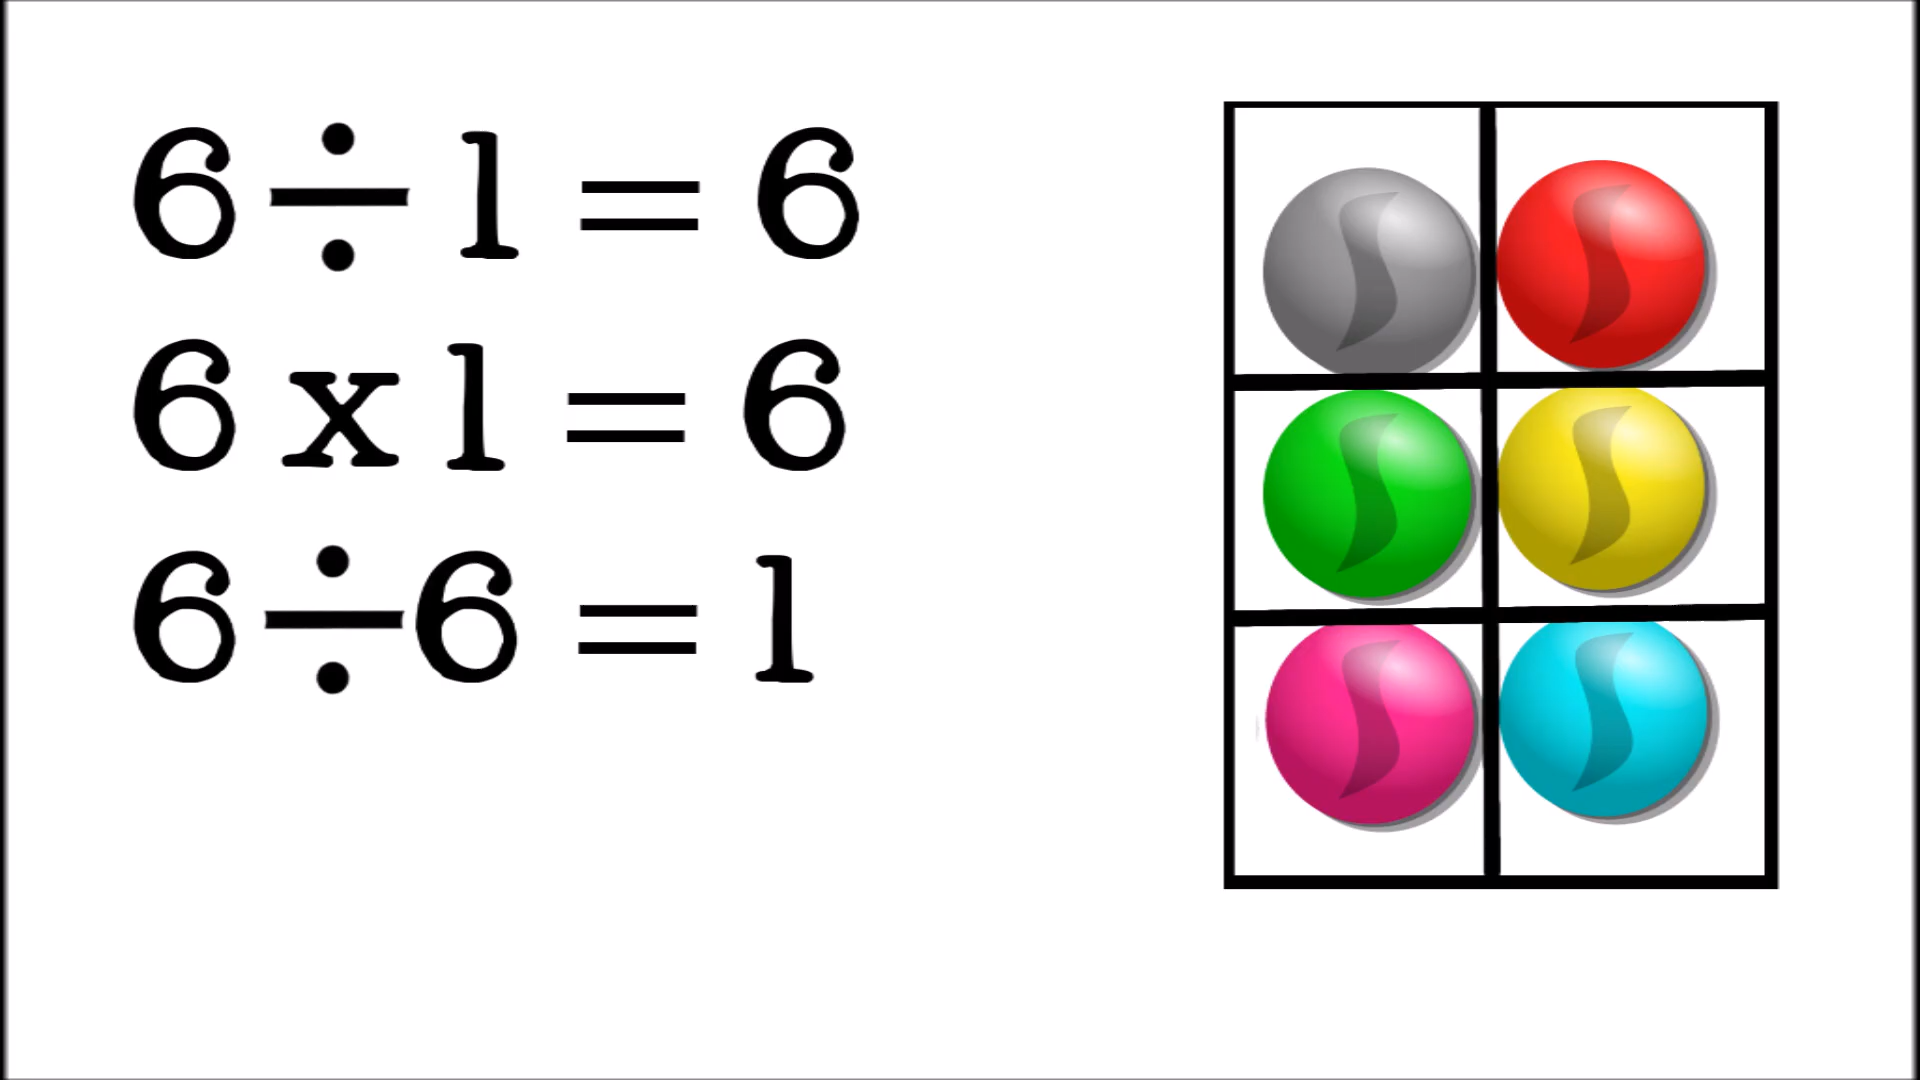 6 ÷ 1 = 6
6 x 1 = 6
6 ÷ 6 = 1